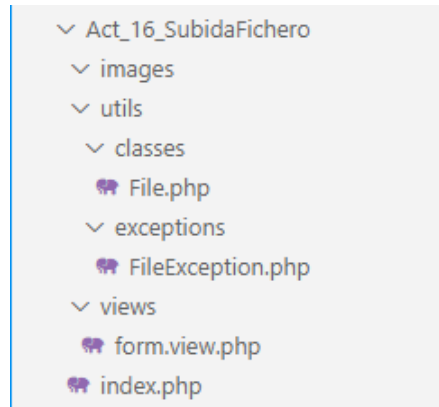 Act_16_SubidaFichero
images
utils
classes
File.php
exceptions
FileException.php
views
form.view.php
index.php